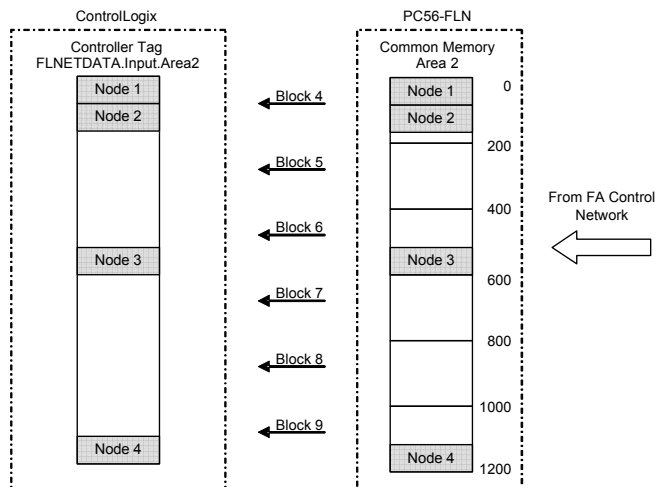 ControlLogix
Controller Tag
FLNETDATA.Input.Area2
Node 1
Node 2
Node 3
Node 4
Block 4
Block 5
Block 6
Block 7
Block 8
Block 9
PC56-FLN
Common Memory
Area 2
Node 1
Node 2
Node 3
Node 4
0
200
400
600
800
1000
1200
From FA Control
Network